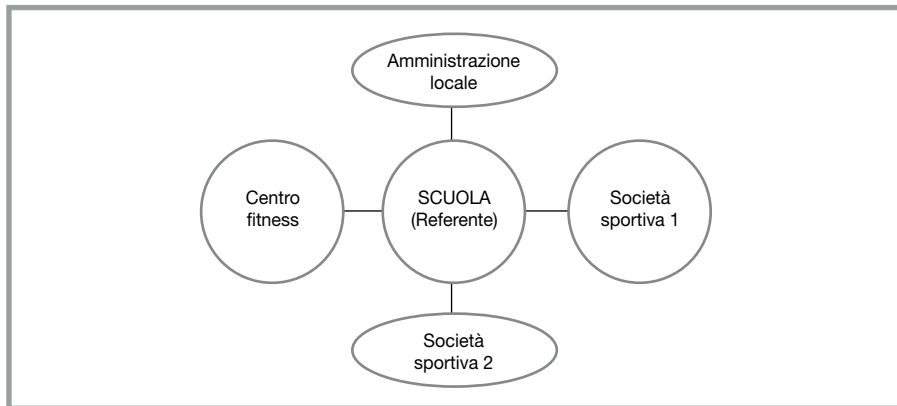 Amministrazione
locale
Centro
fitness
SCUOLA
(Referente)
Società
sportiva 1
Società
sportiva 2